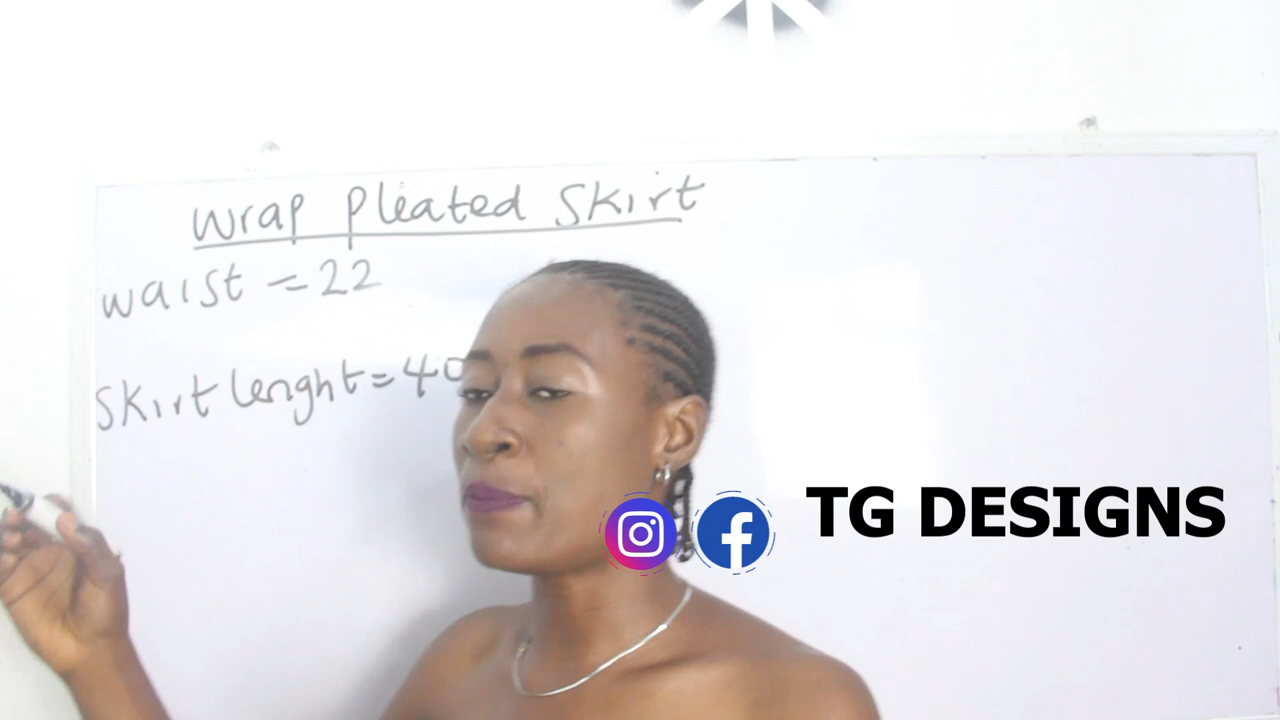 wrap pleated skirt
waist = 22
skirt lenght = 40
TG DESIGNS